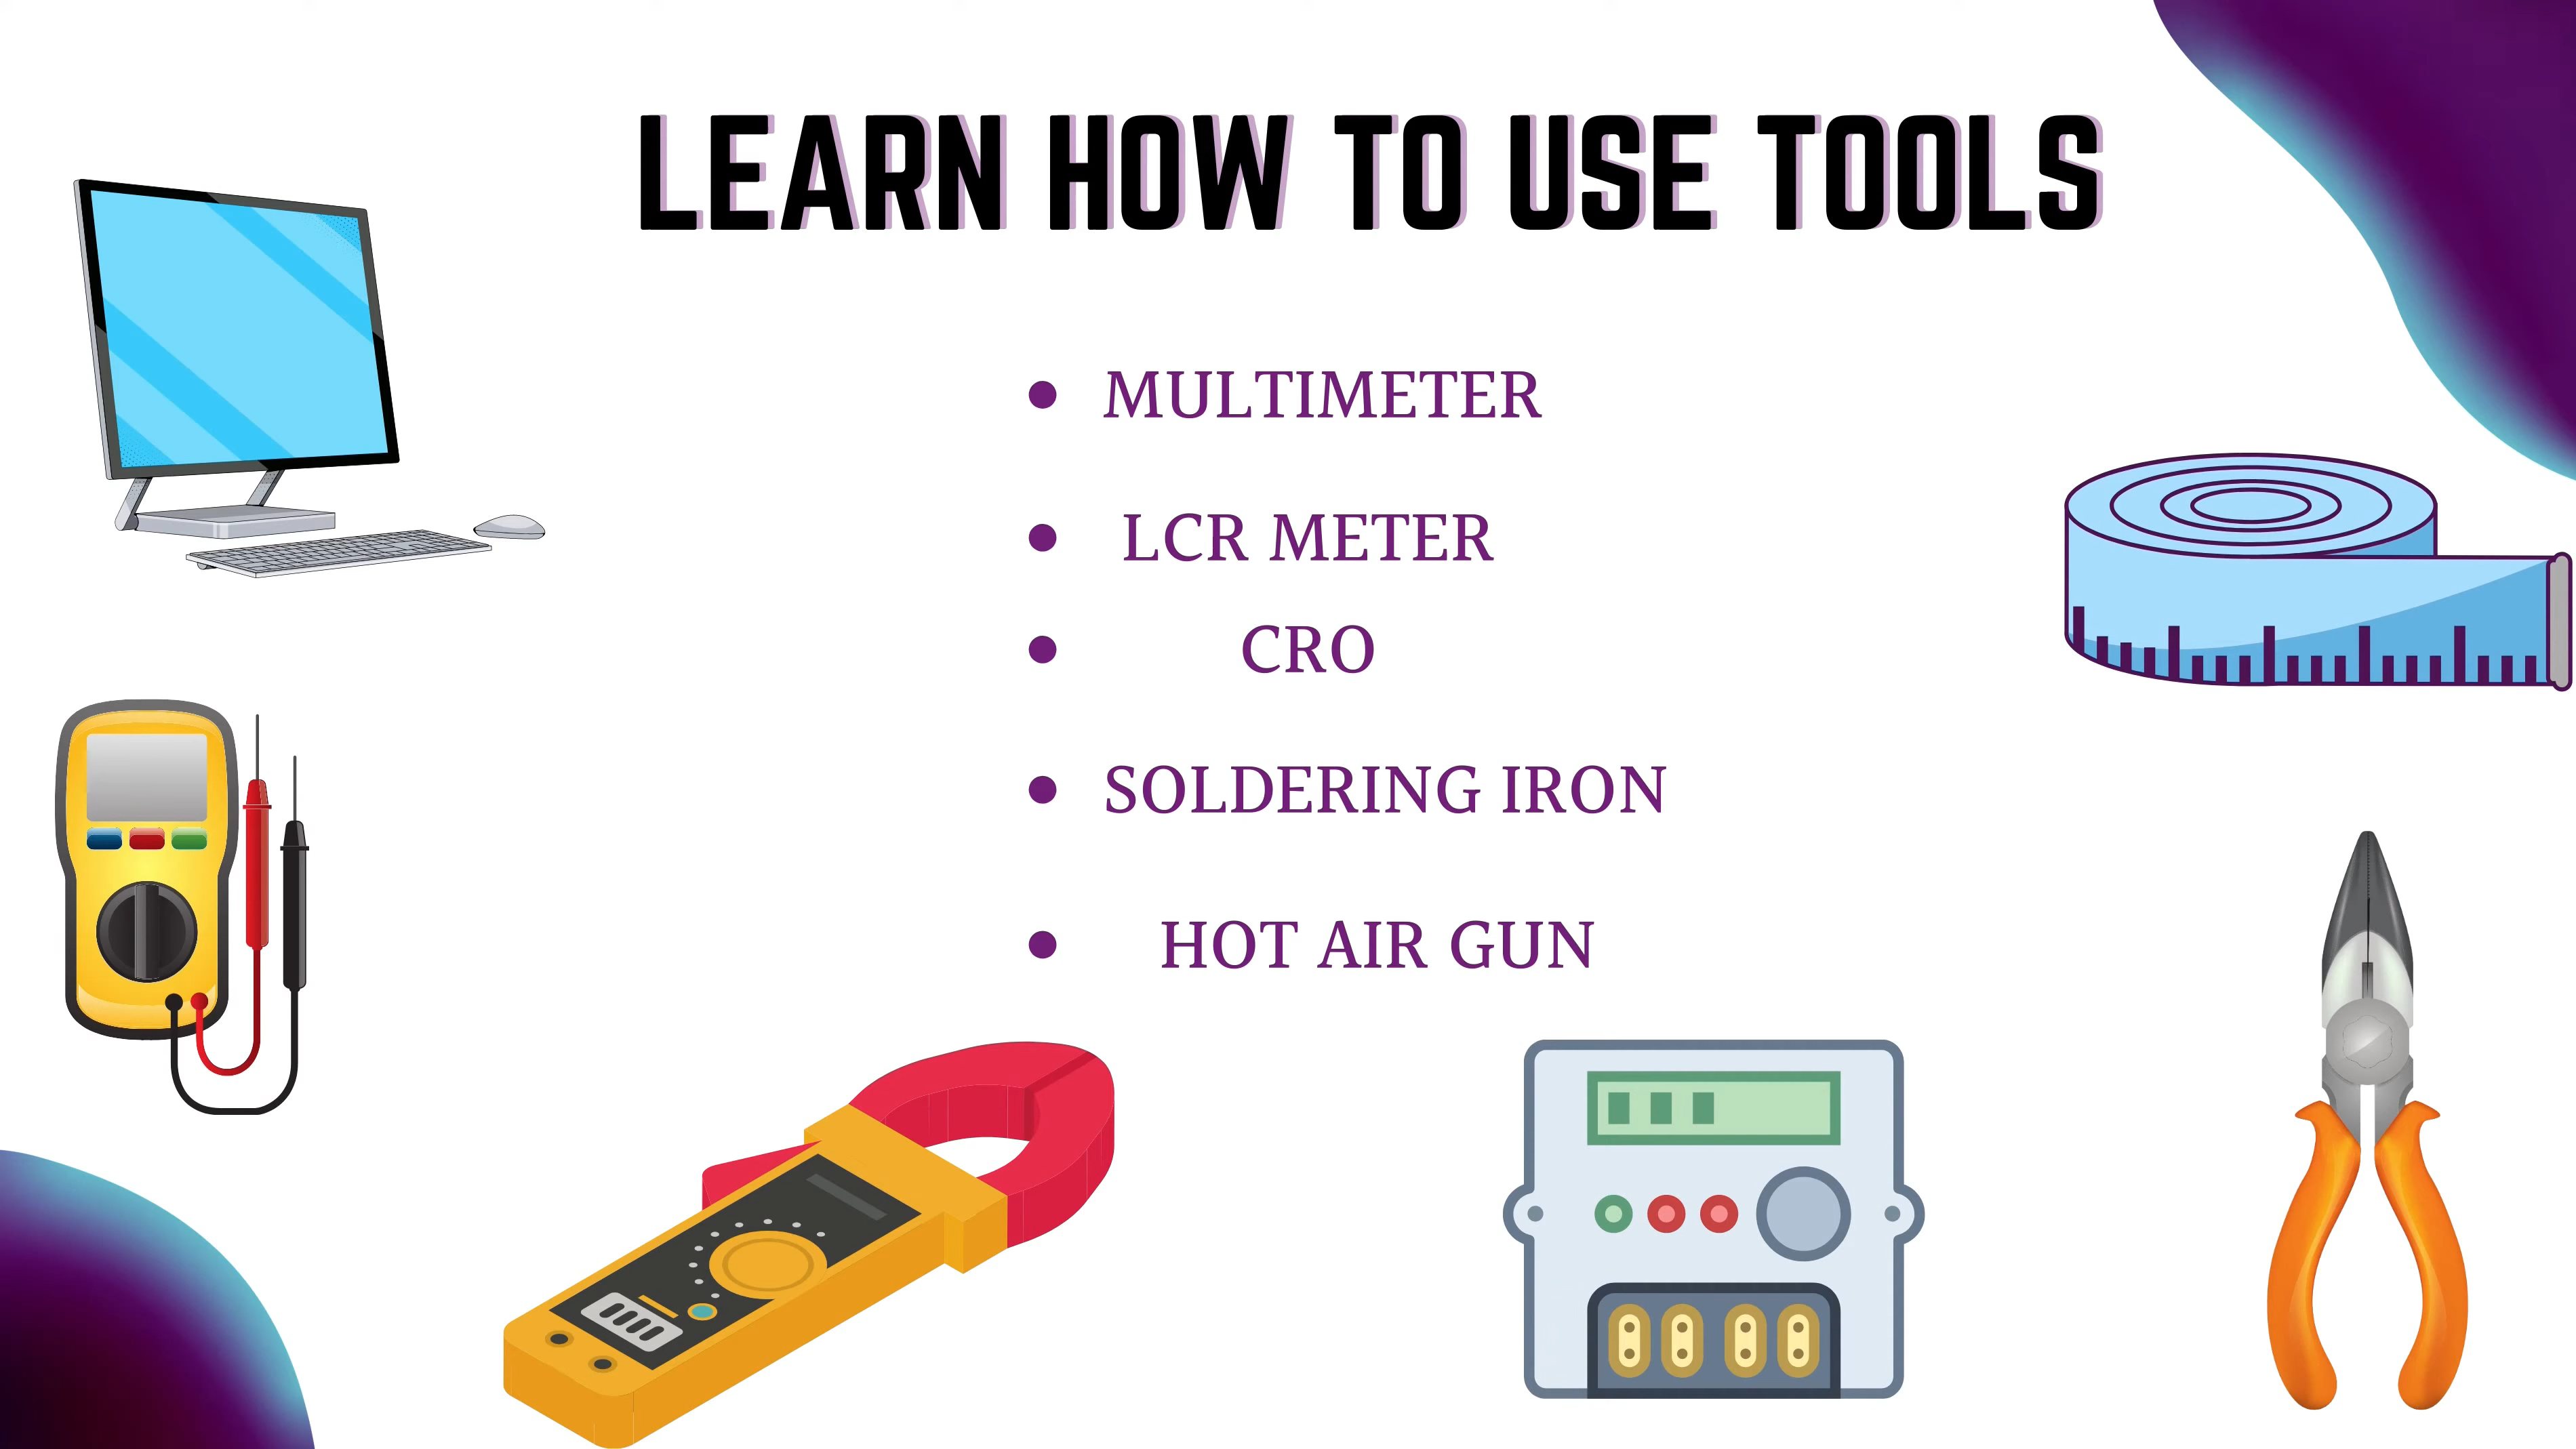 LEARN HOW TO USE TOOLS
• MULTIMETER
• LCR METER
• CRO
• SOLDERING IRON
• HOT AIR GUN